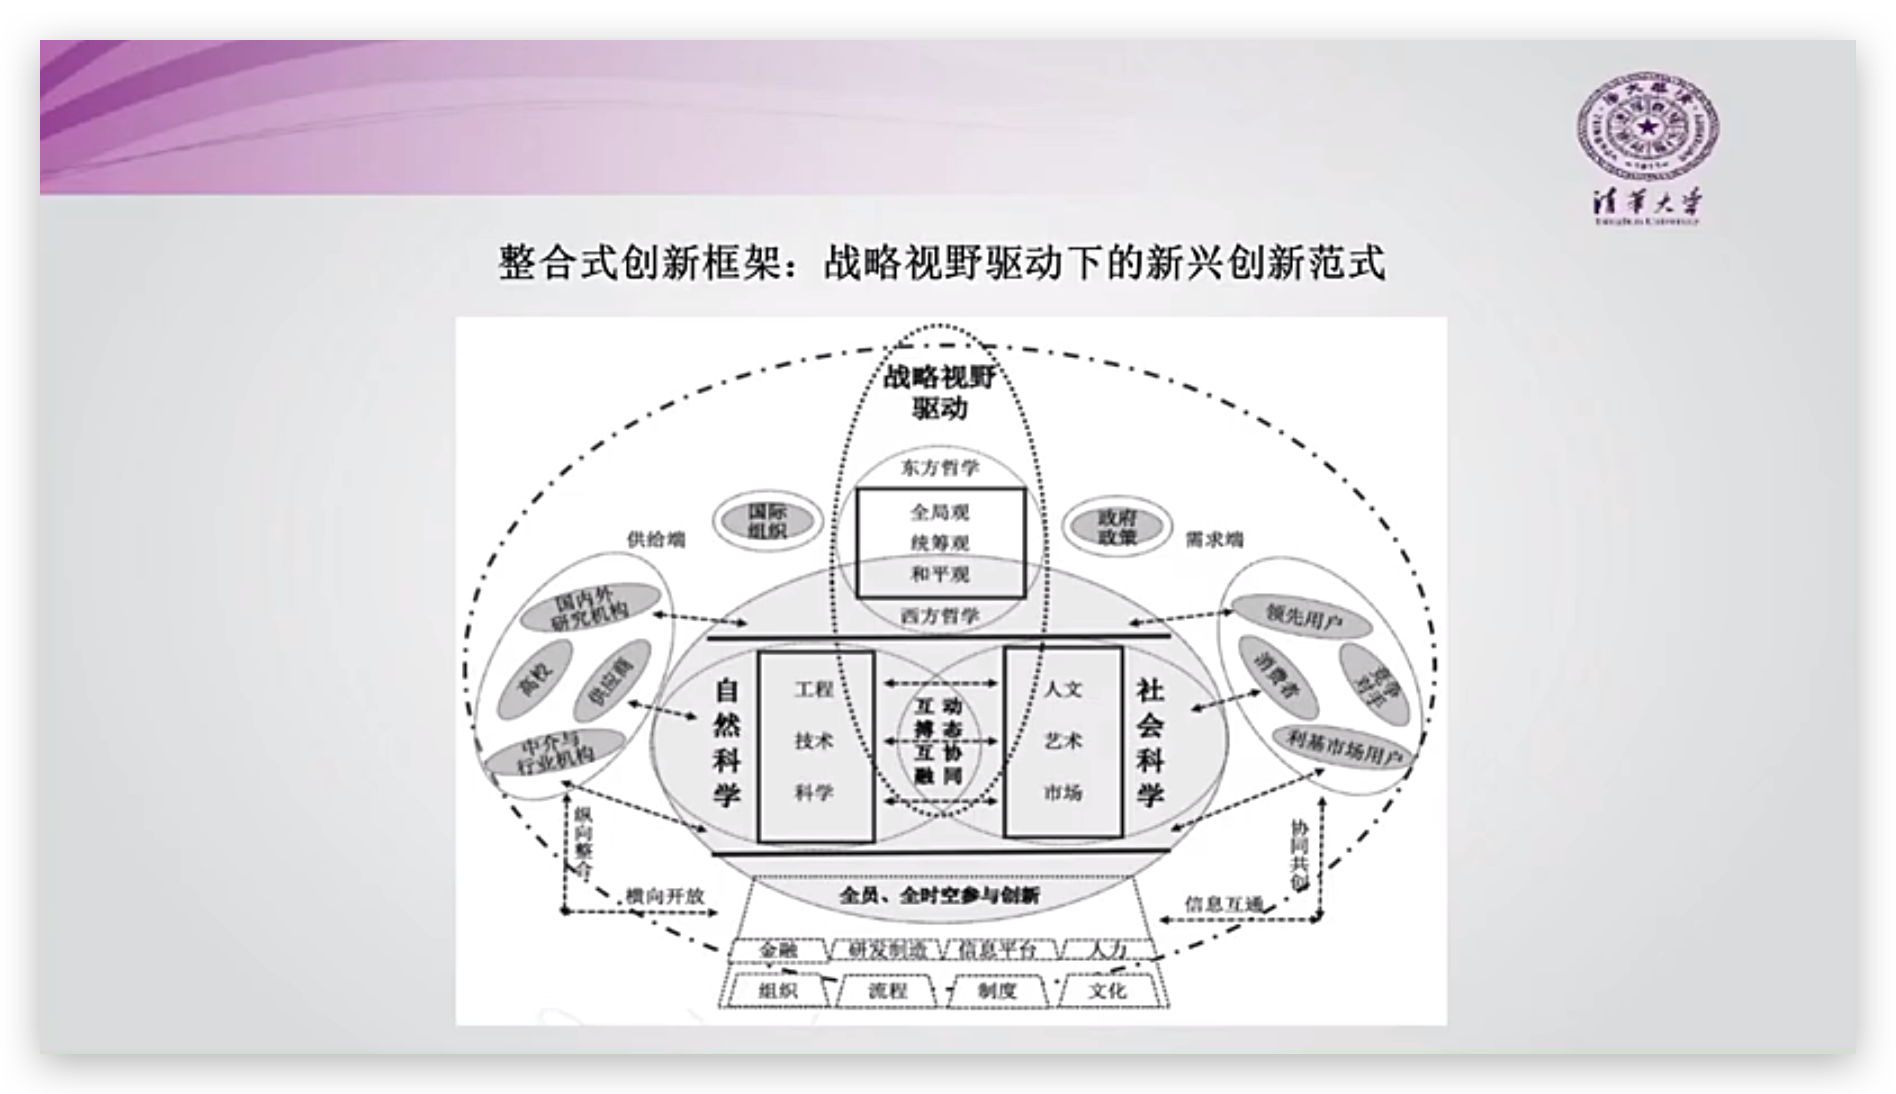 清华大学
Tsinghua University
整合式创新框架：战略视野驱动下的新兴创新范式
战略视野
驱动
东方哲学
全局观
统筹观
和平观
西方哲学
国际
组织
政府
政策
供给端
需求端
国内外
研究机构
高校
供应商
中介与
行业机构
领先用户
消费者
竞争
对手
利基市场用户
自然科学
工程
技术
科学
互动
搏态
互协
融同
人文
艺术
市场
社会科学
纵向整合
横向开放
协同共创
信息互通
全员、全时空参与创新
金融
研发制造
信息平台
人力
组织
流程
制度
文化